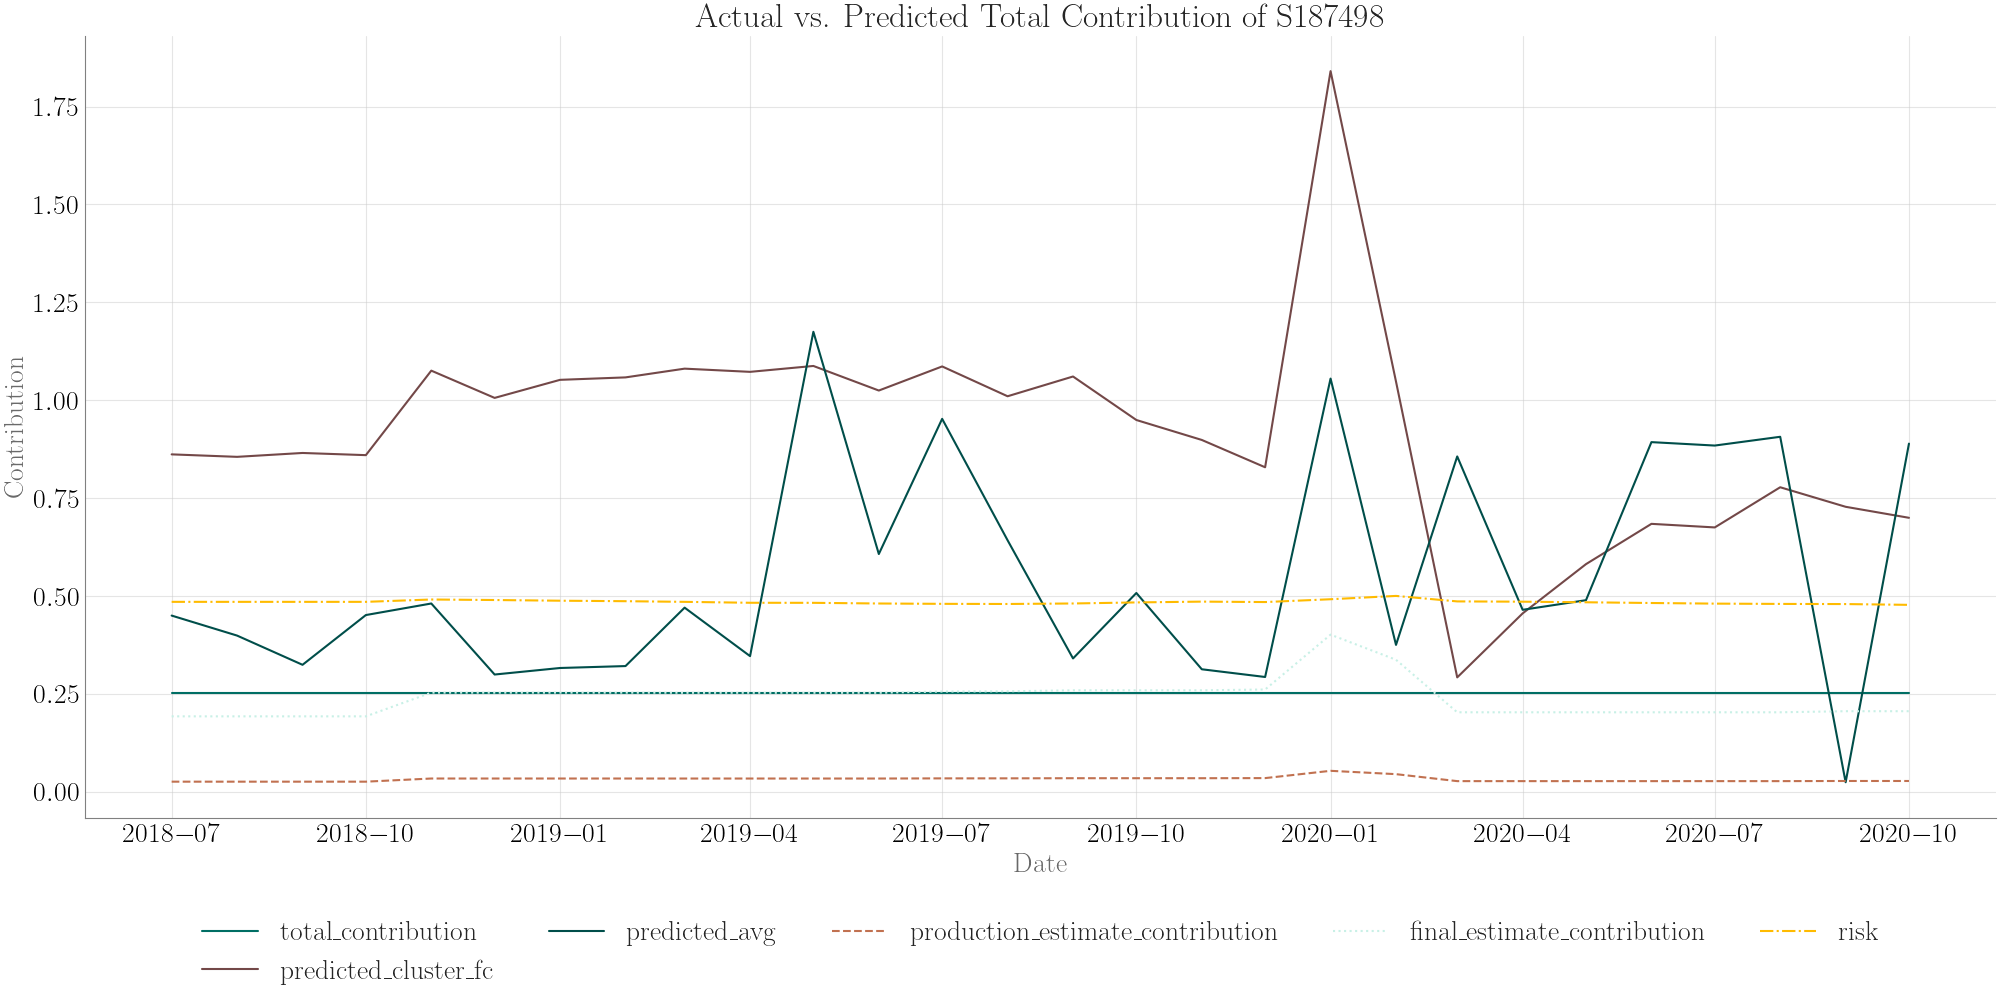 Actual vs. Predicted Total Contribution of S187498
Contribution
1.75
1.50
1.25
1.00
0.75
0.50
0.25
0.00
2018–07 2018–10 2019–01 2019–04 2019–07 2019–10 2020–01 2020–04 2020–07 2020–10
Date
total_contribution predicted_avg production_estimate_contribution final_estimate_contribution risk
predicted_cluster_fc